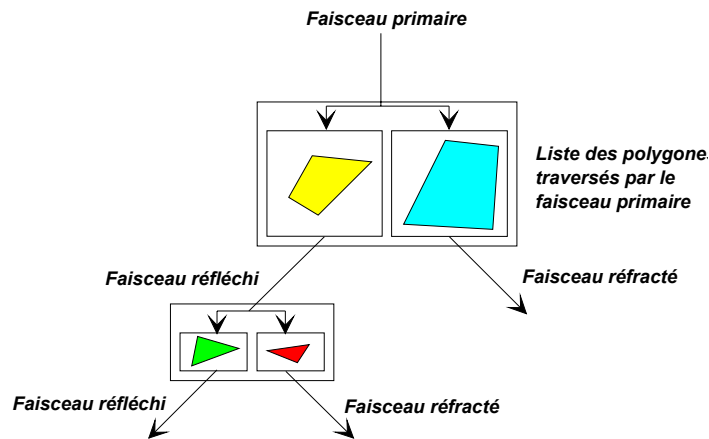 Faisceau primaire
Liste des polygones
traversés par le
faisceau primaire
Faisceau réfléchi
Faisceau réfracté
Faisceau réfléchi
Faisceau réfracté